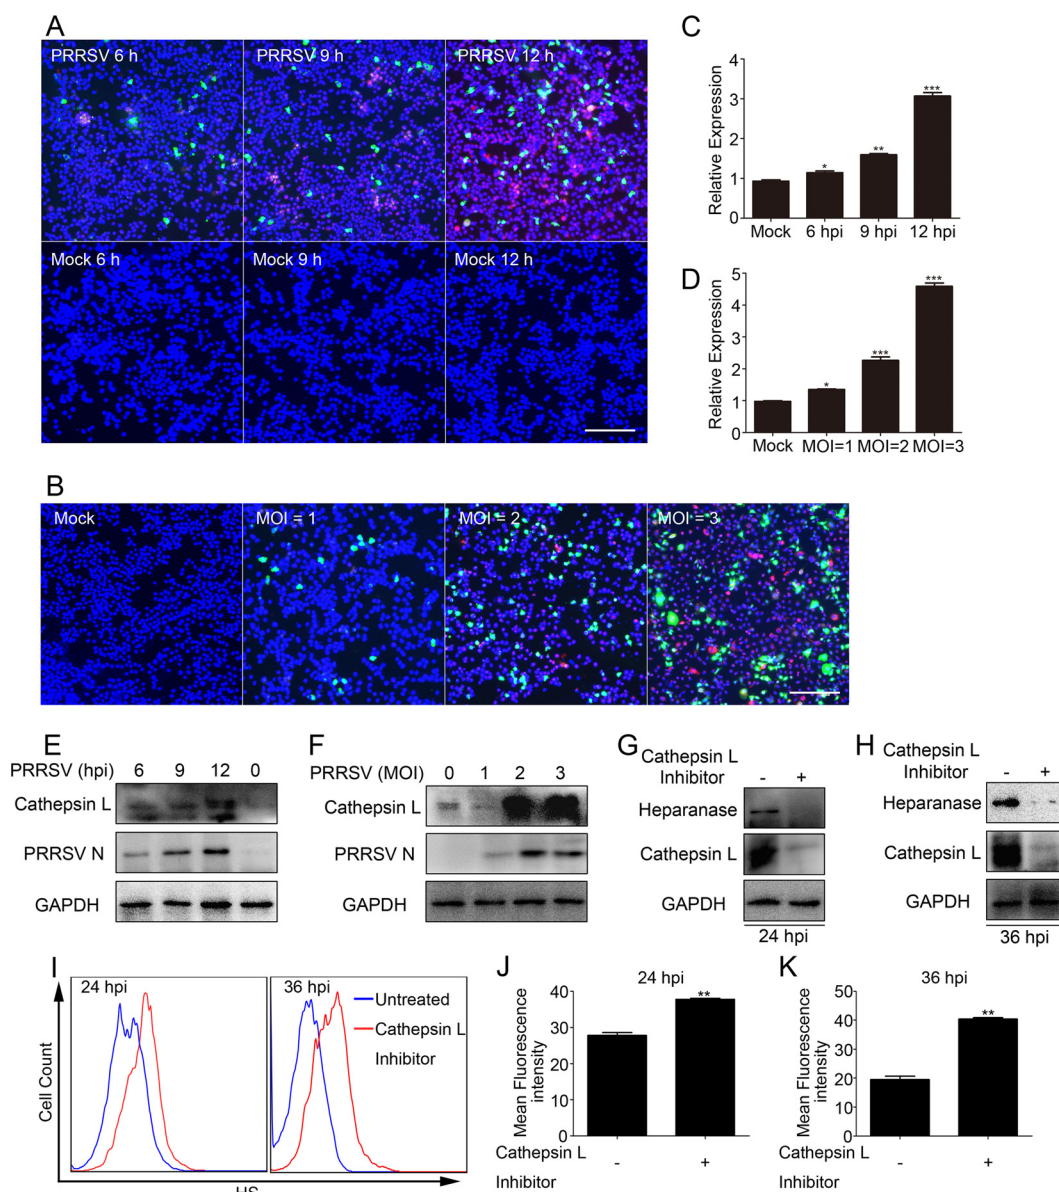 A
PRRSV 6 h
PRRSV 9 h
PRRSV 12 h
Mock 6 h
Mock 9 h
Mock 12 h
C
Relative Expression
4
3
2
1
0
*
**
***
Mock
6 hpi
9 hpi
12 hpi
D
Relative Expression
5
4
3
2
1
0
*
***
***
Mock
MOI=1
MOI=2
MOI=3
B
Mock
MOI = 1
MOI = 2
MOI = 3
E
PRRSV (hpi) 6 9 12 0
Cathepsin L
PRRSV N
GAPDH
F
PRRSV (MOI) 0 1 2 3
Cathepsin L
PRRSV N
GAPDH
G
Cathepsin L
Inhibitor - +
Heparanase
Cathepsin L
GAPDH
24 hpi
H
Cathepsin L
Inhibitor - +
Heparanase
Cathepsin L
GAPDH
36 hpi
I
24 hpi
36 hpi
Untreated
Cathepsin L
Inhibitor
Cell Count
HS
J
24 hpi
Mean Fluorescence
intensity
40
30
20
10
0
**
Cathepsin L
Inhibitor
- +
K
36 hpi
Mean Fluorescence
intensity
50
40
30
20
10
0
**
Cathepsin L
Inhibitor
- +